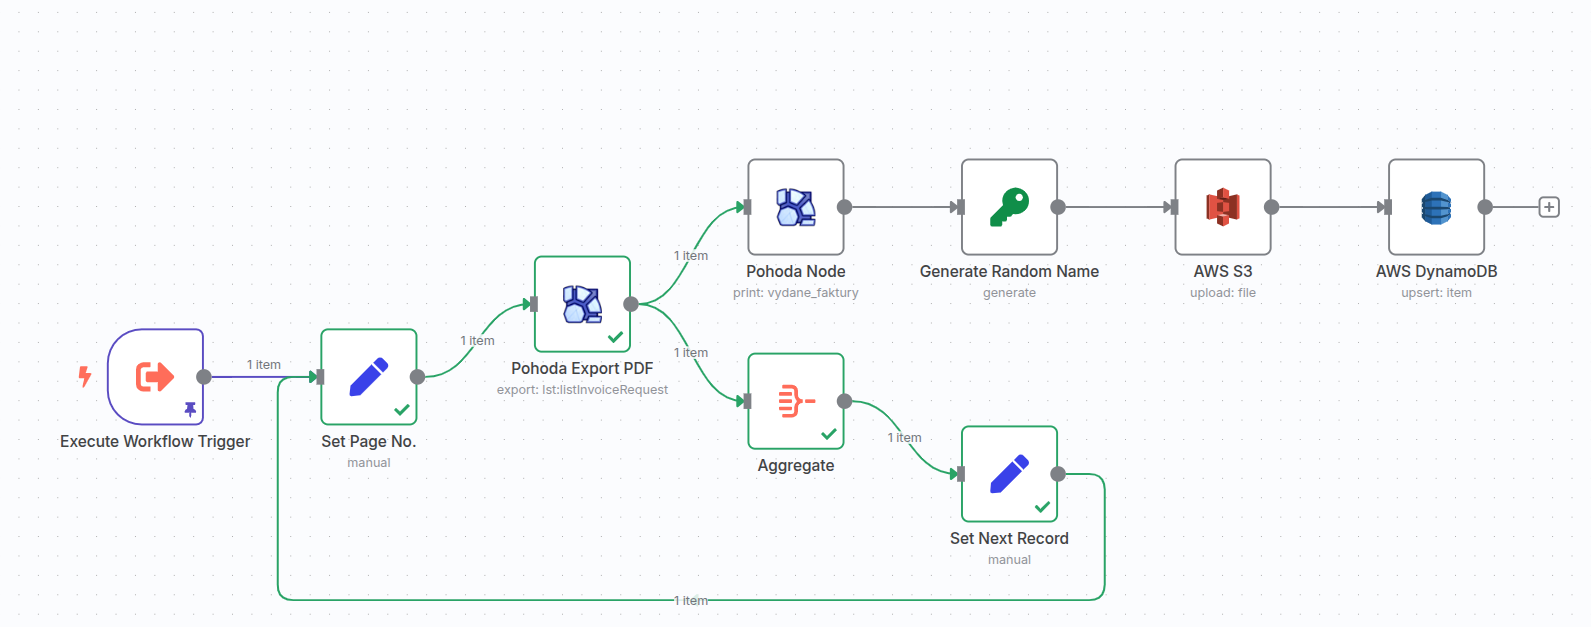 1 item
Pohoda Node
print: vydane_faktury
Generate Random Name
generate
AWS S3
upload: file
AWS DynamoDB
upsert: item
1 item
Pohoda Export PDF
export: lst:listInvoiceRequest
1 item
1 item
Execute Workflow Trigger
Set Page No.
manual
Aggregate
1 item
Set Next Record
manual
1 item